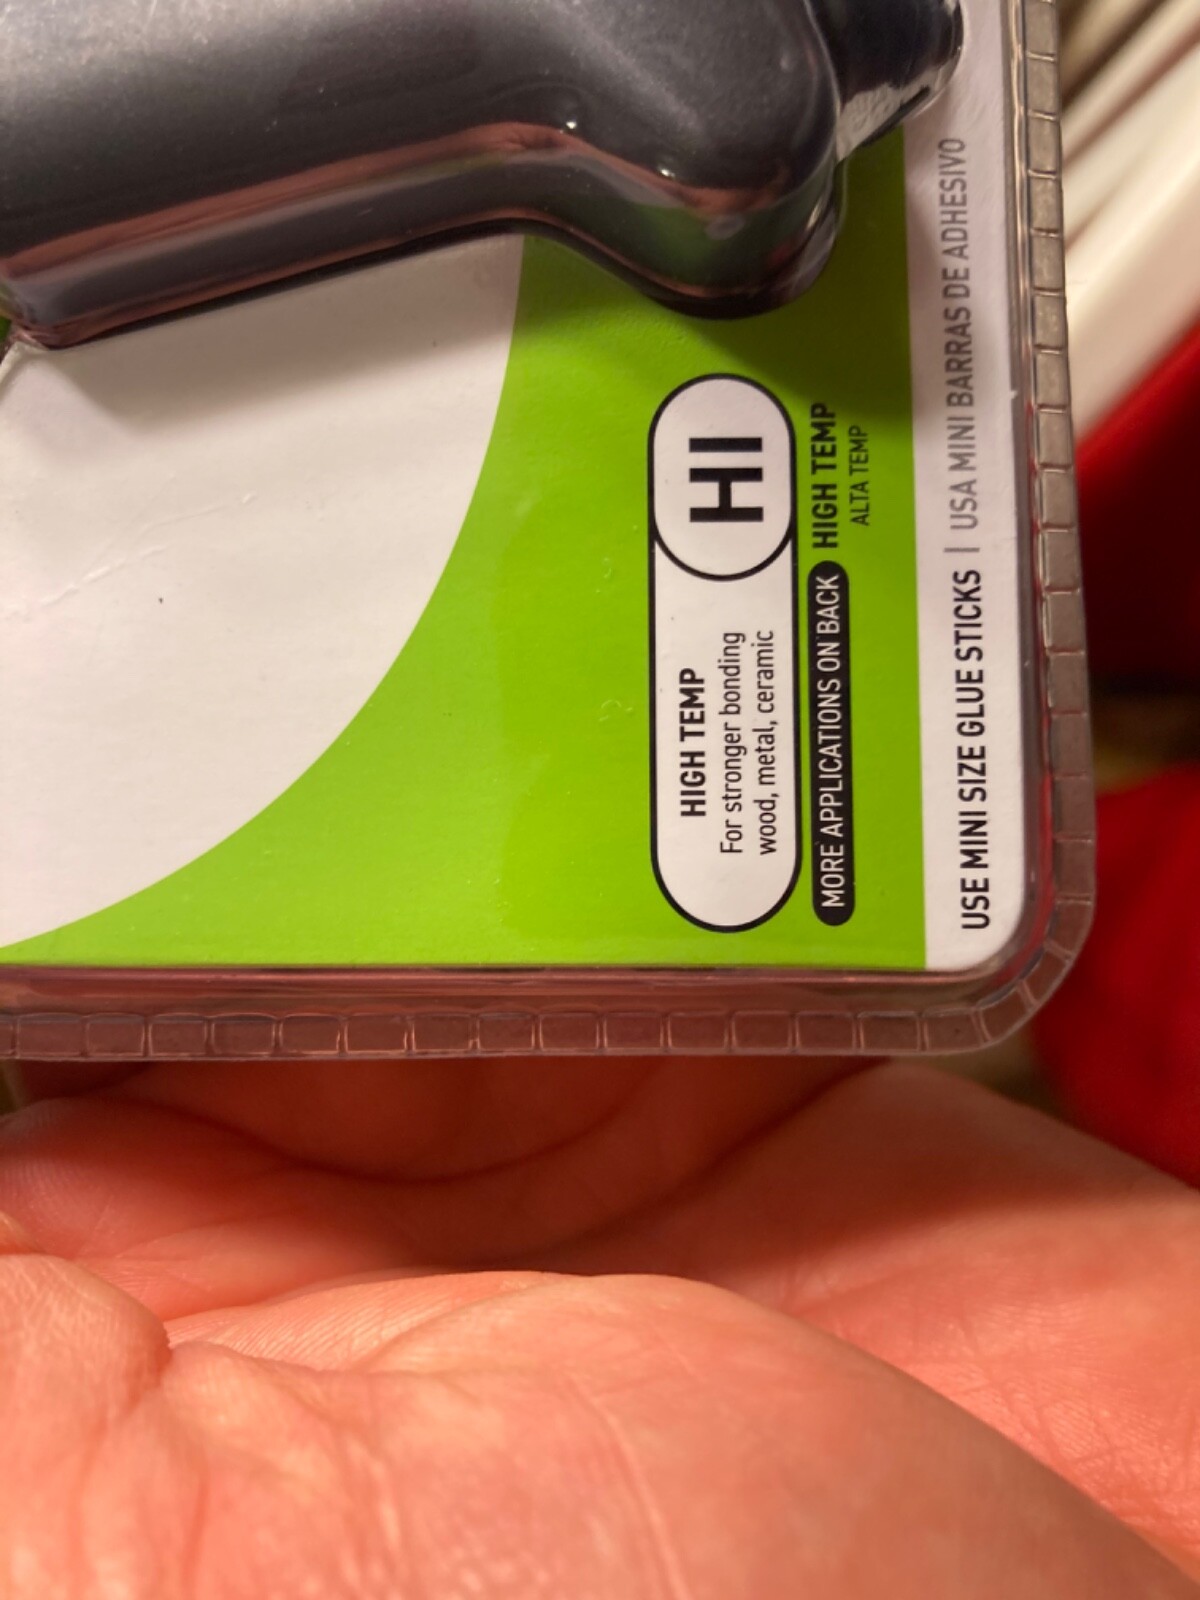 HIGH TEMP
For stronger bonding
wood, metal, ceramic
HI
MORE APPLICATIONS ON BACK
HIGH TEMP
ALTA TEMP
USE MINI SIZE GLUE STICKS | USA MINI BARRAS DE ADHESIVO